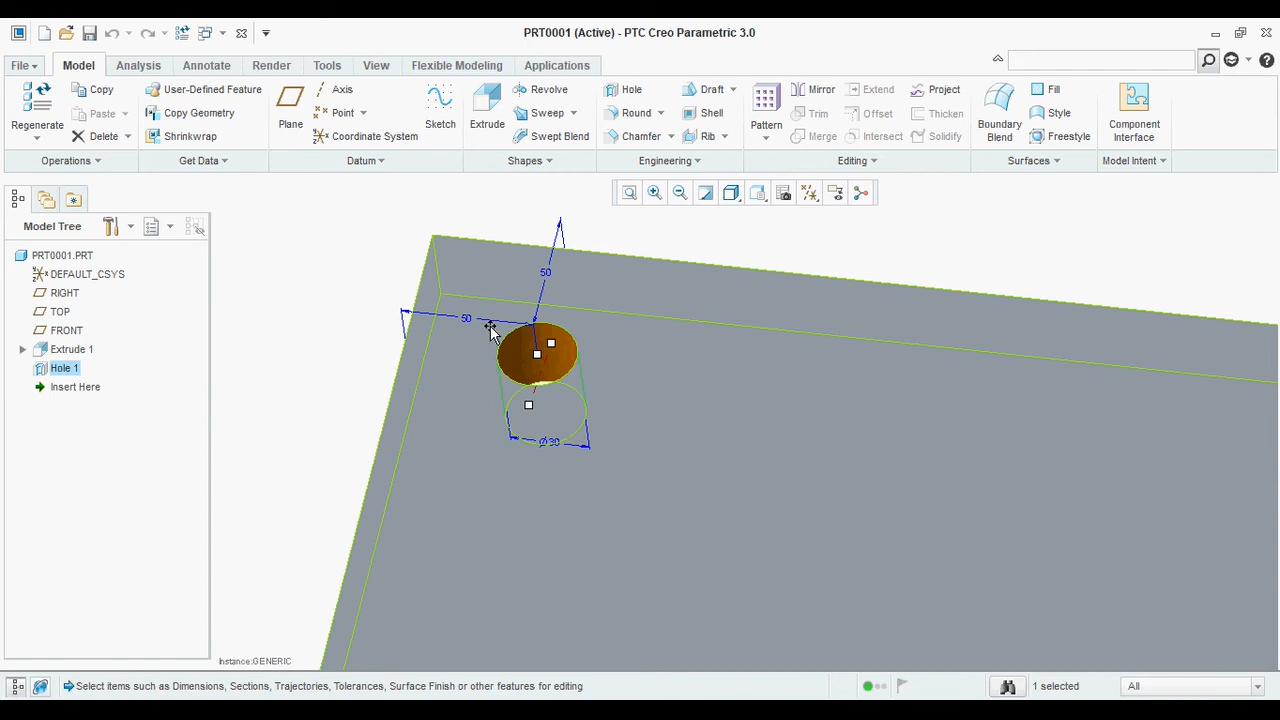 PRT0001 (Active) - PTC Creo Parametric 3.0
File Model Analysis Annotate Render Tools View Flexible Modeling Applications
Regenerate Copy Paste Delete
User-Defined Feature Copy Geometry Shrinkwrap
Plane Axis Point Coordinate System Sketch
Extrude Revolve Sweep Swept Blend
Hole Round Chamfer Draft Shell Rib
Pattern Mirror Trim Merge Extend Offset Intersect Project Thicken Solidify
Boundary Blend Fill Style Freestyle
Component Interface
Operations Get Data Datum Shapes Engineering Editing Surfaces Model Intent
Model Tree
PRT0001.PRT
DEFAULT_CSYS
RIGHT
TOP
FRONT
Extrude 1
Hole 1
Insert Here
50
50
Ø30
Instance:GENERIC
Select items such as Dimensions, Sections, Trajectories, Tolerances, Surface Finish or other features for editing
1 selected
All